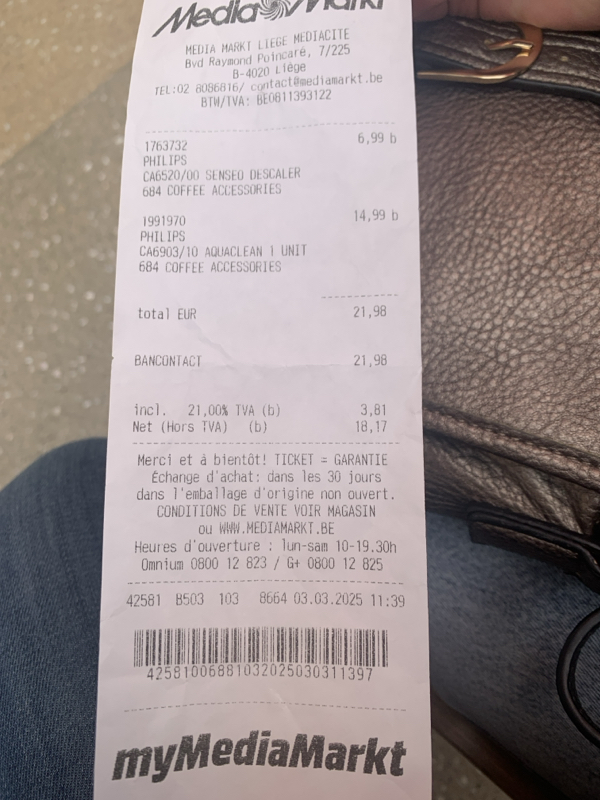 MediaMarkt
MEDIA MARKT LIEGE MEDIACITE
Bvd Raymond Poincaré, 7/225
B-4020 Liège
TEL:02 8086816/ contact@mediamarkt.be
BTW/TVA: BE0811393122
1763732 6,99 b
PHILIPS
CA6520/00 SENSEO DESCALER
684 COFFEE ACCESSORIES
1991970 14,99 b
PHILIPS
CA6903/10 AQUACLEAN 1 UNIT
684 COFFEE ACCESSORIES
total EUR 21,98
BANCONTACT 21,98
incl. 21,00% TVA (b) 3,81
Net (Hors TVA) (b) 18,17
Merci et à bientôt! TICKET = GARANTIE
Échange d'achat: dans les 30 jours
dans l'emballage d'origine non ouvert.
CONDITIONS DE VENTE VOIR MAGASIN
ou WWW.MEDIAMARKT.BE
Heures d'ouverture : lun-sam 10-19.30h
Omnium 0800 12 823 / G+ 0800 12 825
42581 B503 103 8664 03.03.2025 11:39
4258100688103202503031​1397
myMediaMarkt